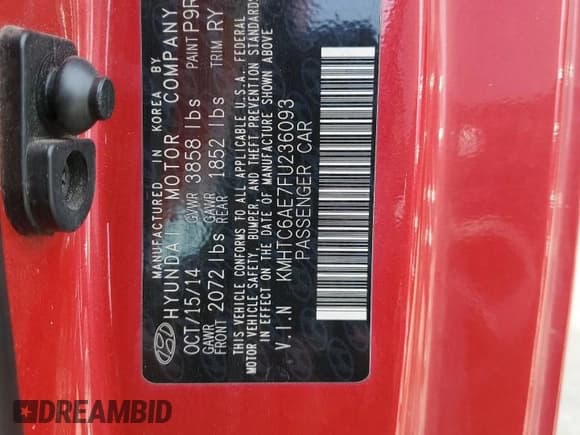 MANUFACTURED IN KOREA BY
HYUNDAI MOTOR COMPANY
OCT/15/14 GVWR 3858 lbs PAINT P9R
GAWR FRONT 2072 lbs GAWR REAR 1852 lbs TRIM RY
THIS VEHICLE CONFORMS TO ALL APPLICABLE U.S.A. FEDERAL
MOTOR VEHICLE SAFETY, BUMPER, AND THEFT PREVENTION STANDARDS
IN EFFECT ON THE DATE OF MANUFACTURE SHOWN ABOVE
V.I.N KMHTC6AE7FU236093
PASSENGER CAR
DREAMBID